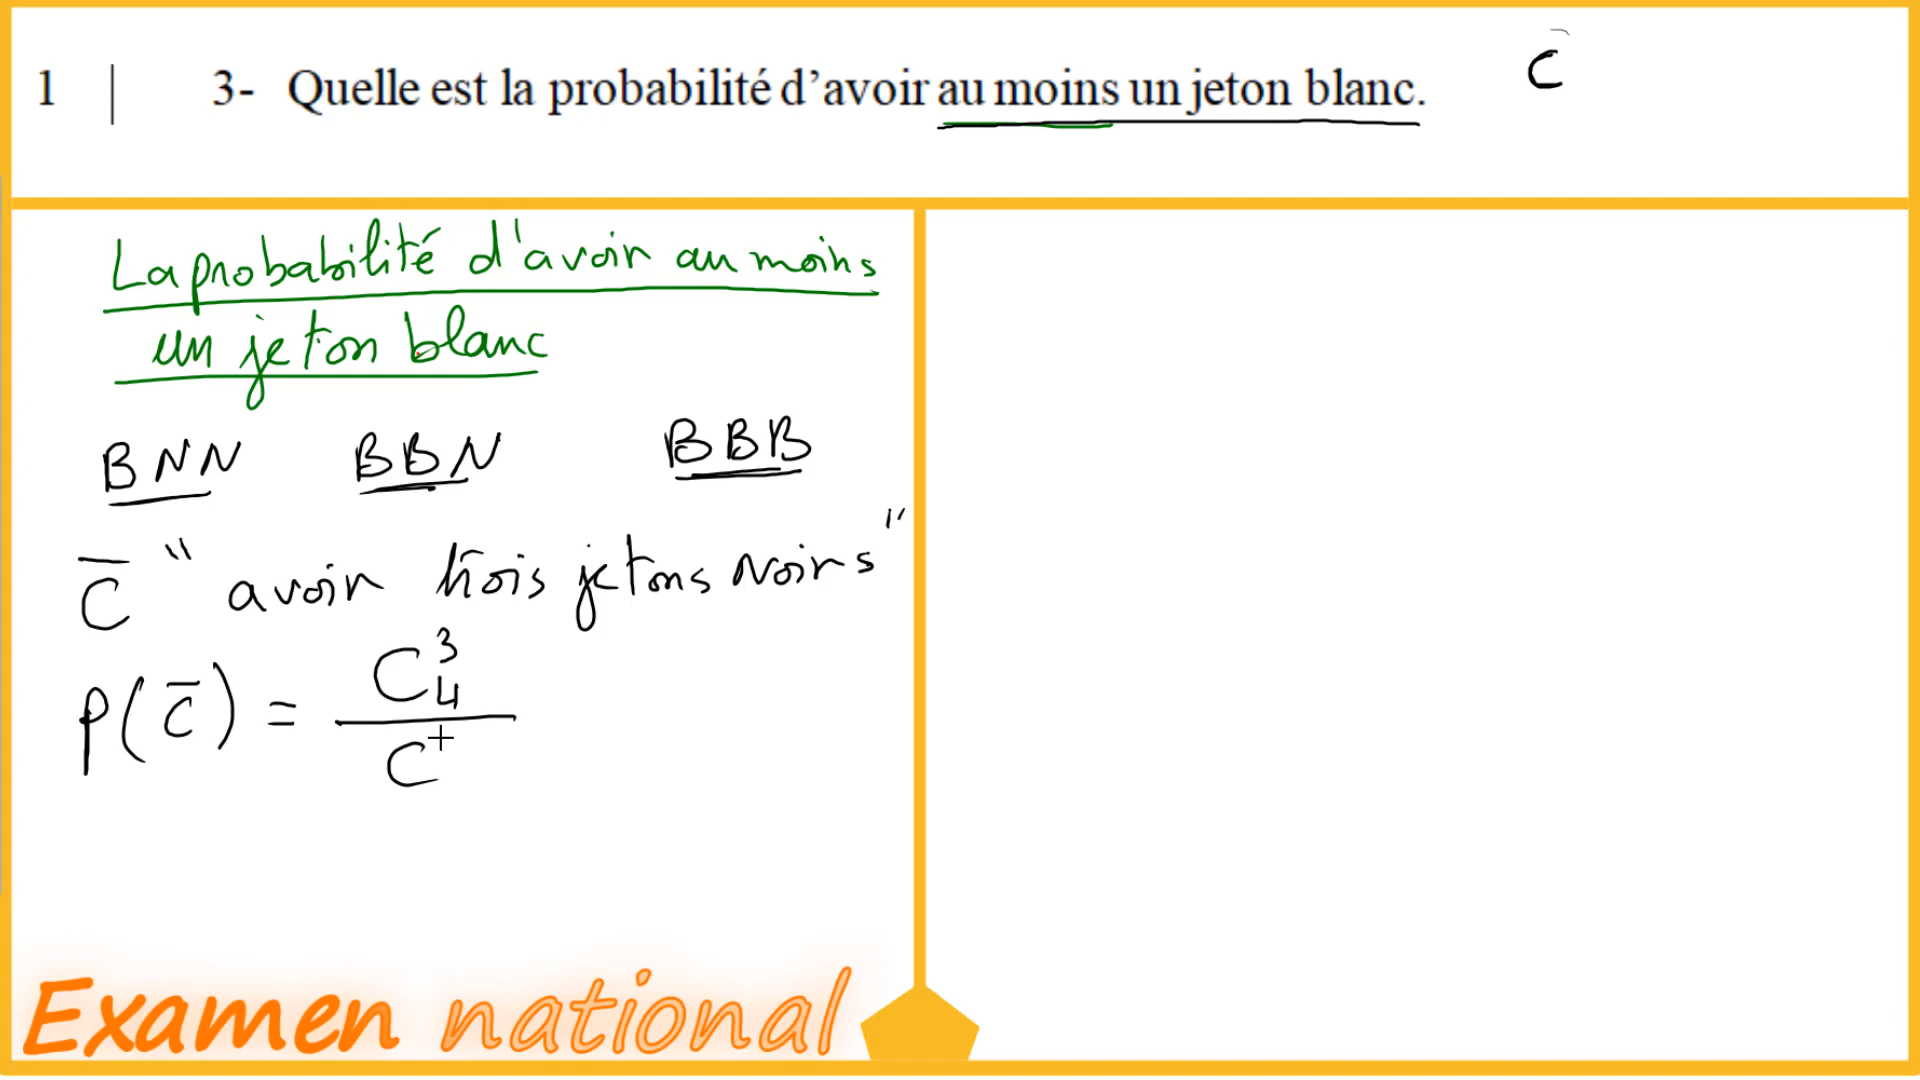 1 | 3- Quelle est la probabilité d’avoir au moins un jeton blanc. C
La probabilité d'avoir au moins
un jeton blanc
BNN BBN BBB
C̅ " avoir trois jetons Noirs "
P(C̅) = C₄³ / C
Examen national